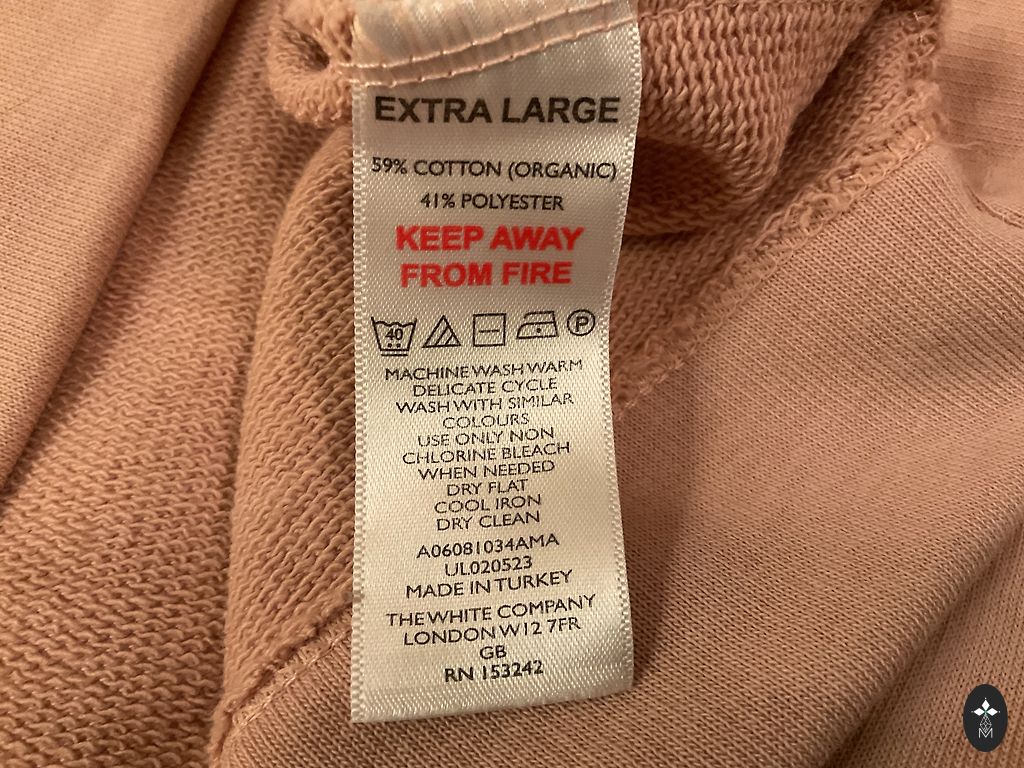 EXTRA LARGE
59% COTTON (ORGANIC)
41% POLYESTER
KEEP AWAY
FROM FIRE
40 P
MACHINE WASH WARM
DELICATE CYCLE
WASH WITH SIMILAR
COLOURS
USE ONLY NON
CHLORINE BLEACH
WHEN NEEDED
DRY FLAT
COOL IRON
DRY CLEAN
A06081034AMA
UL020523
MADE IN TURKEY
THE WHITE COMPANY
LONDON W12 7FR
GB
RN 153242
M